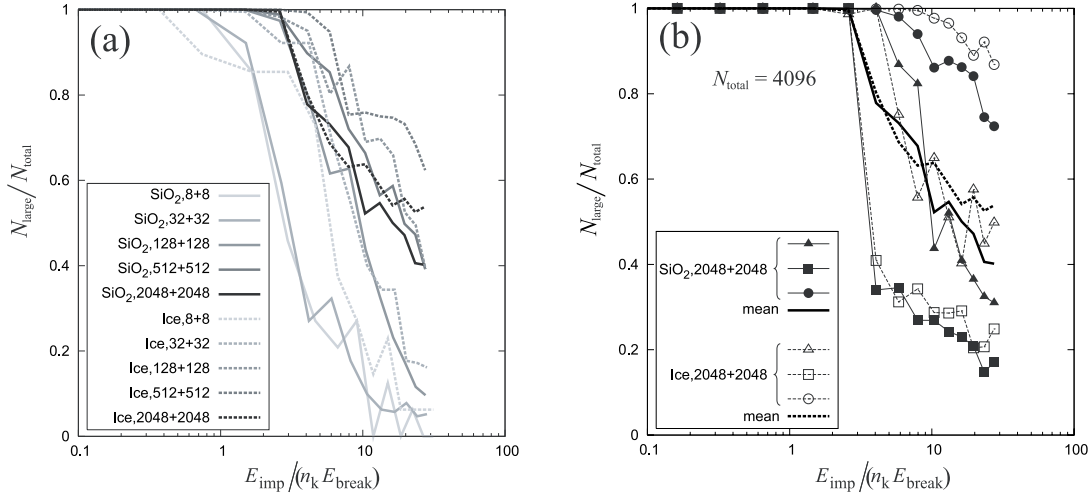 (a)
N_large / N_total
1
0.8
0.6
0.4
0.2
0
SiO2,8+8
SiO2,32+32
SiO2,128+128
SiO2,512+512
SiO2,2048+2048
Ice,8+8
Ice,32+32
Ice,128+128
Ice,512+512
Ice,2048+2048
0.1 1 10 100
E_imp /(n_k E_break)
(b)
N_total = 4096
N_large / N_total
1
0.8
0.6
0.4
0.2
0
SiO2,2048+2048
mean
Ice,2048+2048
mean
0.1 1 10 100
E_imp /(n_k E_break)